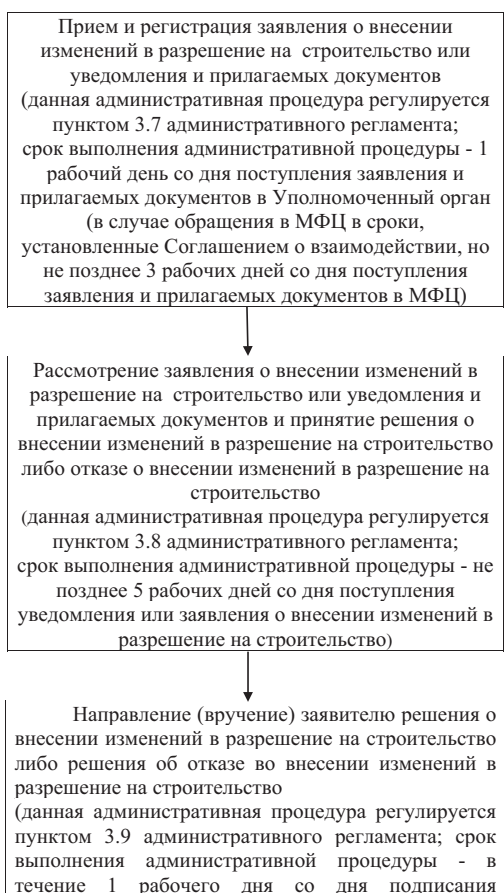 Прием и регистрация заявления о внесении
изменений в разрешение на строительство или
уведомления и прилагаемых документов
(данная административная процедура регулируется
пунктом 3.7 административного регламента;
срок выполнения административной процедуры - 1
рабочий день со дня поступления заявления и
прилагаемых документов в Уполномоченный орган
(в случае обращения в МФЦ в сроки,
установленные Соглашением о взаимодействии, но
не позднее 3 рабочих дней со дня поступления
заявления и прилагаемых документов в МФЦ)
Рассмотрение заявления о внесении изменений в
разрешение на строительство или уведомления и
прилагаемых документов и принятие решения о
внесении изменений в разрешение на строительство
либо отказе о внесении изменений в разрешение на
строительство
(данная административная процедура регулируется
пунктом 3.8 административного регламента;
срок выполнения административной процедуры - не
позднее 5 рабочих дней со дня поступления
уведомления или заявления о внесении изменений в
разрешение на строительство)
Направление (вручение) заявителю решения о
внесении изменений в разрешение на строительство
либо решения об отказе во внесении изменений в
разрешение на строительство
(данная административная процедура регулируется
пунктом 3.9 административного регламента; срок
выполнения административной процедуры - в
течение 1 рабочего дня со дня подписания